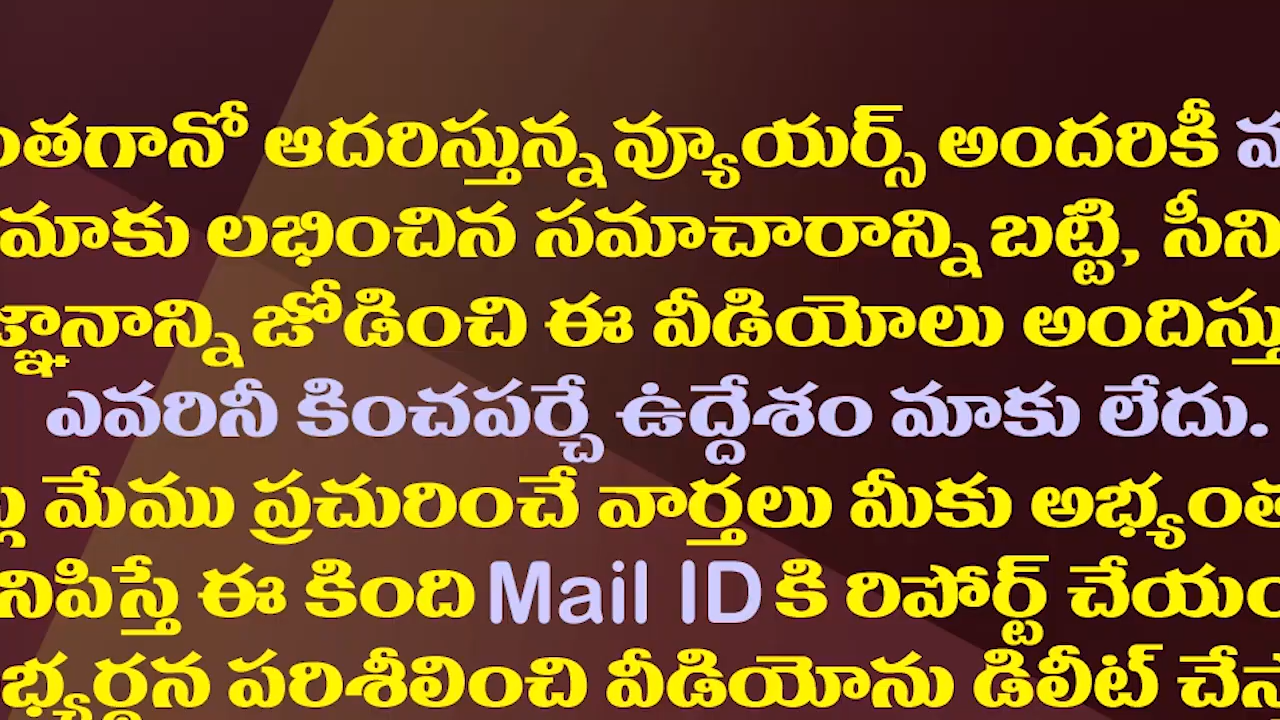 ంతగానో ఆదరిస్తున్న వ్యూయర్స్ అందరికీ
మాకు లభించిన సమాచారాన్ని బట్టి, సీని
జ్ఞానాన్ని జోడించి ఈ వీడియోలు అందిస్తు
ఎవరినీ కించపర్చే ఉద్దేశం మాకు లేదు.
మేము ప్రచురించే వార్తలు మీకు అభ్యంత
నిపిస్తే ఈ కింది Mail ID కి రిపోర్ట్ చేయం
భ్యర్థన పరిశీలించి వీడియోను డిలీట్ చేస